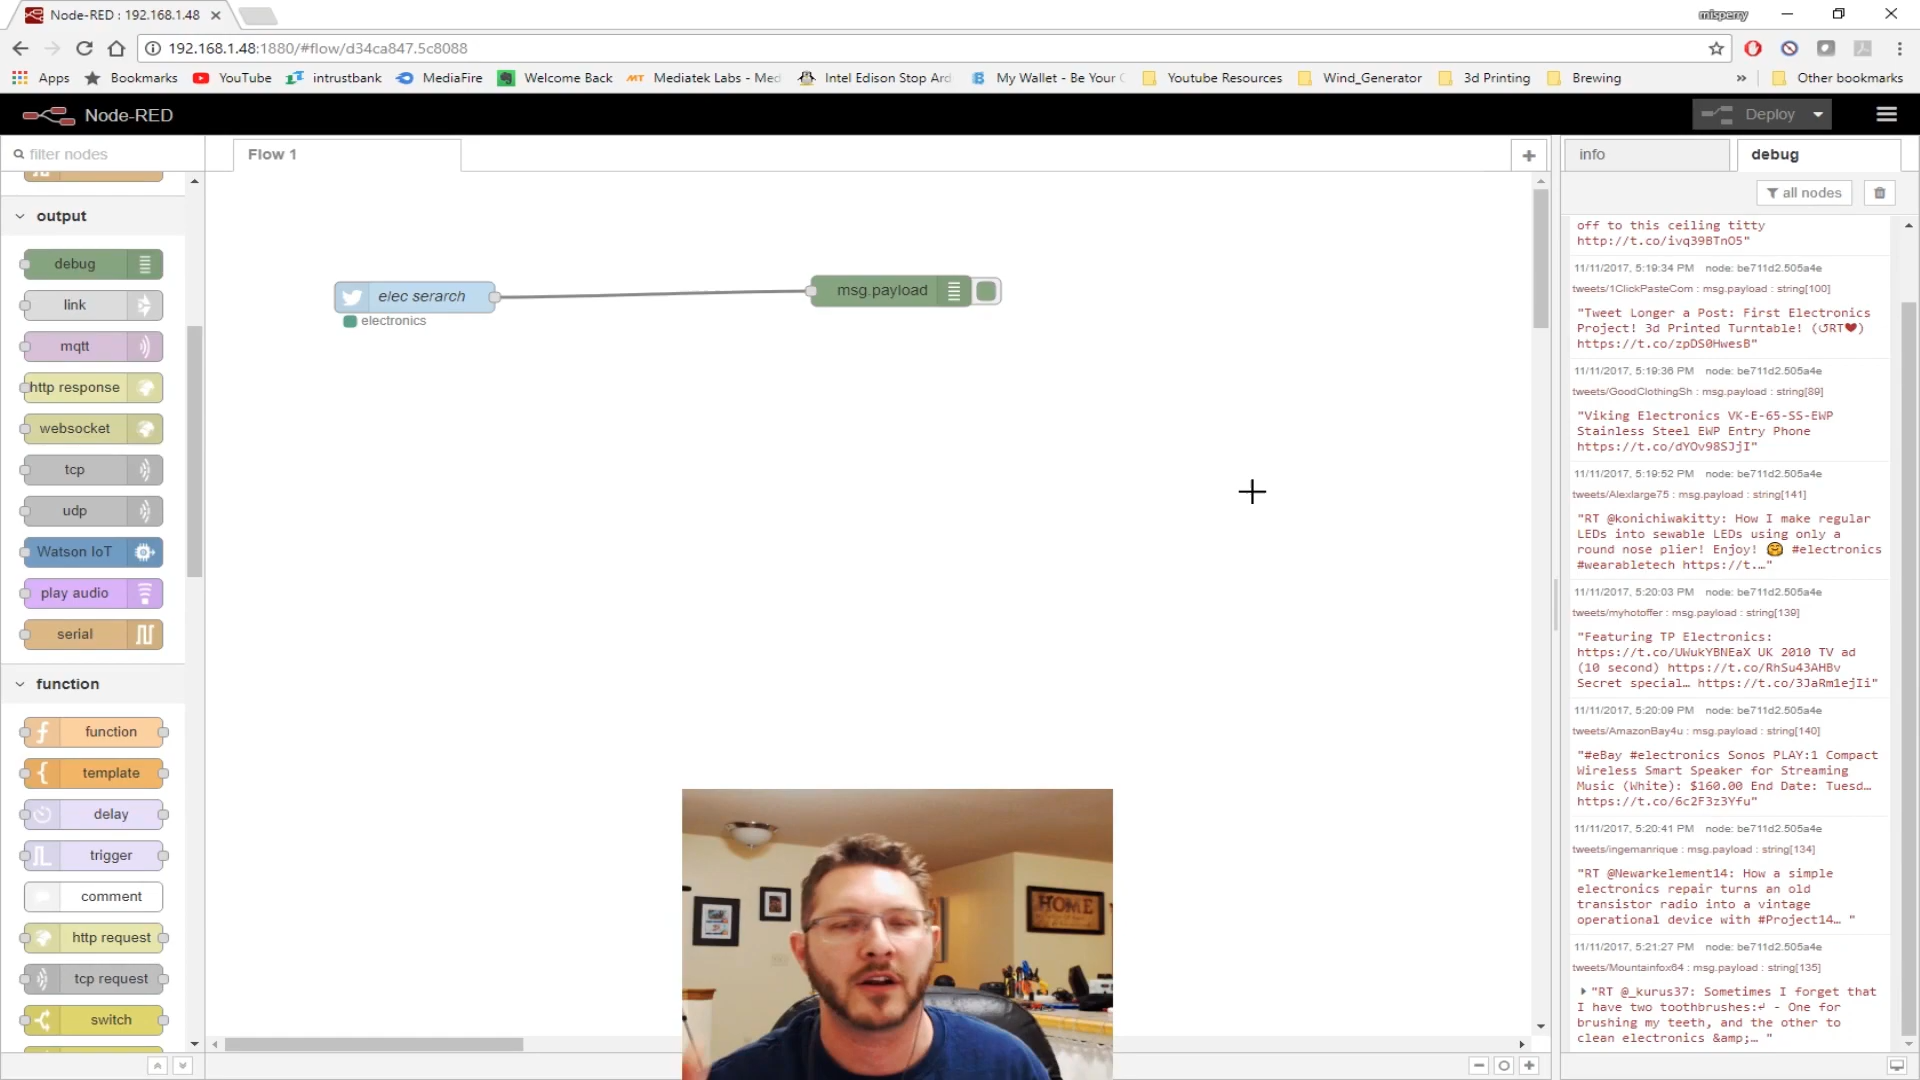 Node-RED : 192.168.1.48
misperry
192.168.1.48:1880/#flow/d34ca847.5c8088
Apps Bookmarks YouTube intrustbank MediaFire Welcome Back Mediatek Labs - Med Intel Edison Stop Ard My Wallet - Be Your Youtube Resources Wind_Generator 3d Printing Brewing » Other bookmarks
Node-RED
Deploy
filter nodes
Flow 1
info
debug
all nodes
output
debug
link
mqtt
http response
websocket
tcp
udp
Watson IoT
play audio
serial
function
function
template
delay
trigger
comment
http request
tcp request
switch
elec serarch
electronics
msg.payload
HOME
off to this ceiling titty
http://t.co/ivq39BTnO5"
11/11/2017, 5:19:34 PM node: be711d2.505a4e
tweets/1ClickPasteCom : msg.payload : string[100]
"Tweet Longer a Post: First Electronics
Project! 3d Printed Turntable! (↺RT❤)
https://t.co/zpDS0HwesB"
11/11/2017, 5:19:36 PM node: be711d2.505a4e
tweets/GoodClothingSh : msg.payload : string[89]
"Viking Electronics VK-E-65-SS-EWP
Stainless Steel EWP Entry Phone
https://t.co/dYOv98SJjI"
11/11/2017, 5:19:52 PM node: be711d2.505a4e
tweets/Alexlarge75 : msg.payload : string[141]
"RT @konichiwakitty: How I make regular
LEDs into sewable LEDs using only a
round nose plier! Enjoy! 🤗 #electronics
#wearabletech https://t.…"
11/11/2017, 5:20:03 PM node: be711d2.505a4e
tweets/myhotoffer : msg.payload : string[139]
"Featuring TP Electronics:
https://t.co/UWukYBNEaX UK 2010 TV ad
(10 second) https://t.co/RhSu43AHBv
Secret special… https://t.co/3JaRm1ejIi"
11/11/2017, 5:20:09 PM node: be711d2.505a4e
tweets/AmazonBay4u : msg.payload : string[140]
"#eBay #electronics Sonos PLAY:1 Compact
Wireless Smart Speaker for Streaming
Music (White): $160.00 End Date: Tuesd…
https://t.co/6c2F3z3Yfu"
11/11/2017, 5:20:41 PM node: be711d2.505a4e
tweets/ingemanrique : msg.payload : string[134]
"RT @Newarkelement14: How a simple
electronics repair turns an old
transistor radio into a vintage
operational device with #Project14… "
11/11/2017, 5:21:27 PM node: be711d2.505a4e
tweets/Mountainfox64 : msg.payload : string[135]
"RT @_kurus37: Sometimes I forget that
I have two toothbrushes:↵ - One for
brushing my teeth, and the other to
clean electronics &amp;… "